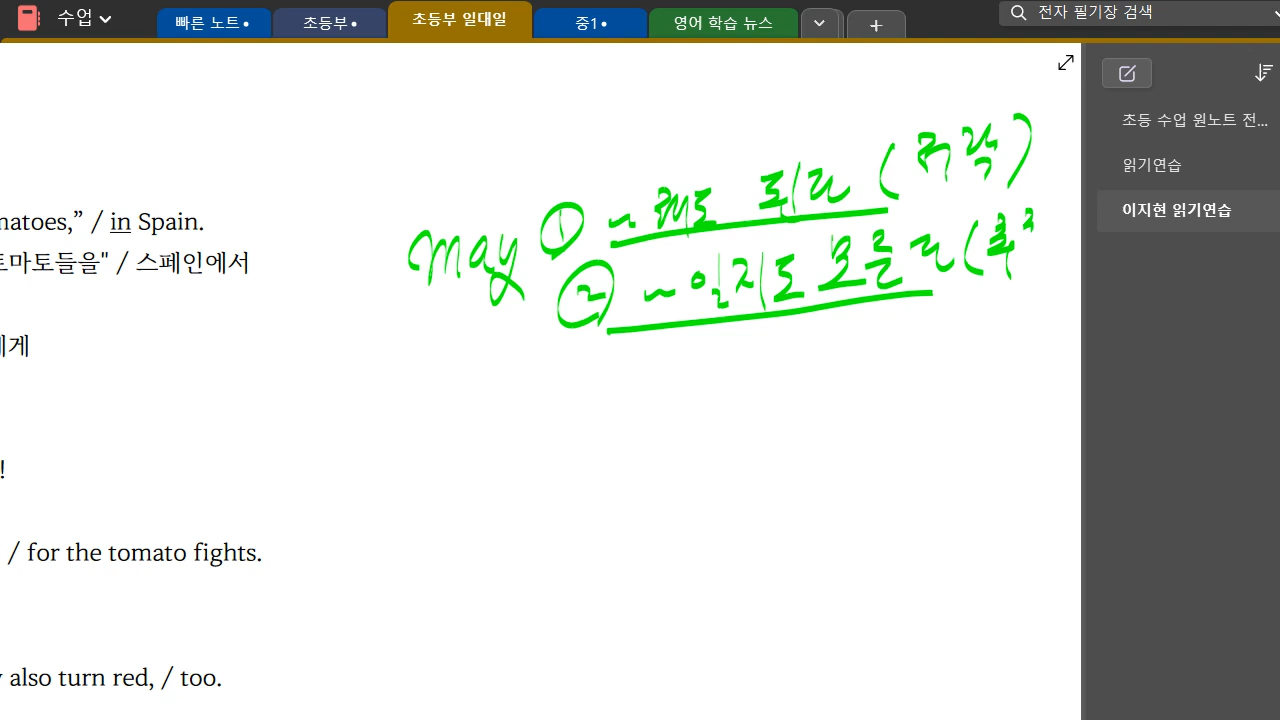 수업
빠른 노트
초등부
초등부 일대일
중1
영어 학습 뉴스
전자 필기장 검색
초등 수업 원노트 전...
읽기연습
이지현 읽기연습
may ① ~해도 된다 (허락)
② ~일지도 모른다 (추
matoes,” / in Spain.
토마토들을" / 스페인에서
에게
!
/ for the tomato fights.
also turn red, / too.